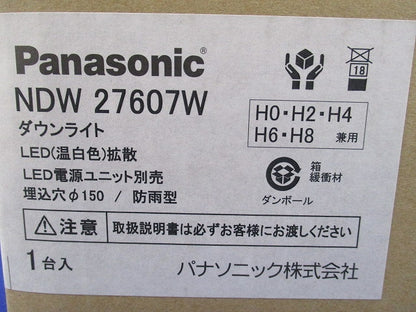 Panasonic®
NDW 27607W
ダウンライト
LED(温白色)拡散
LED電源ユニット別売
埋込穴φ150 / 防雨型
18
H0・H2・H4
H6・H8 兼用
箱
緩衝材
ダンボール
注意
取扱説明書は必ずお客様にお渡しください
1台入
パナソニック株式会社